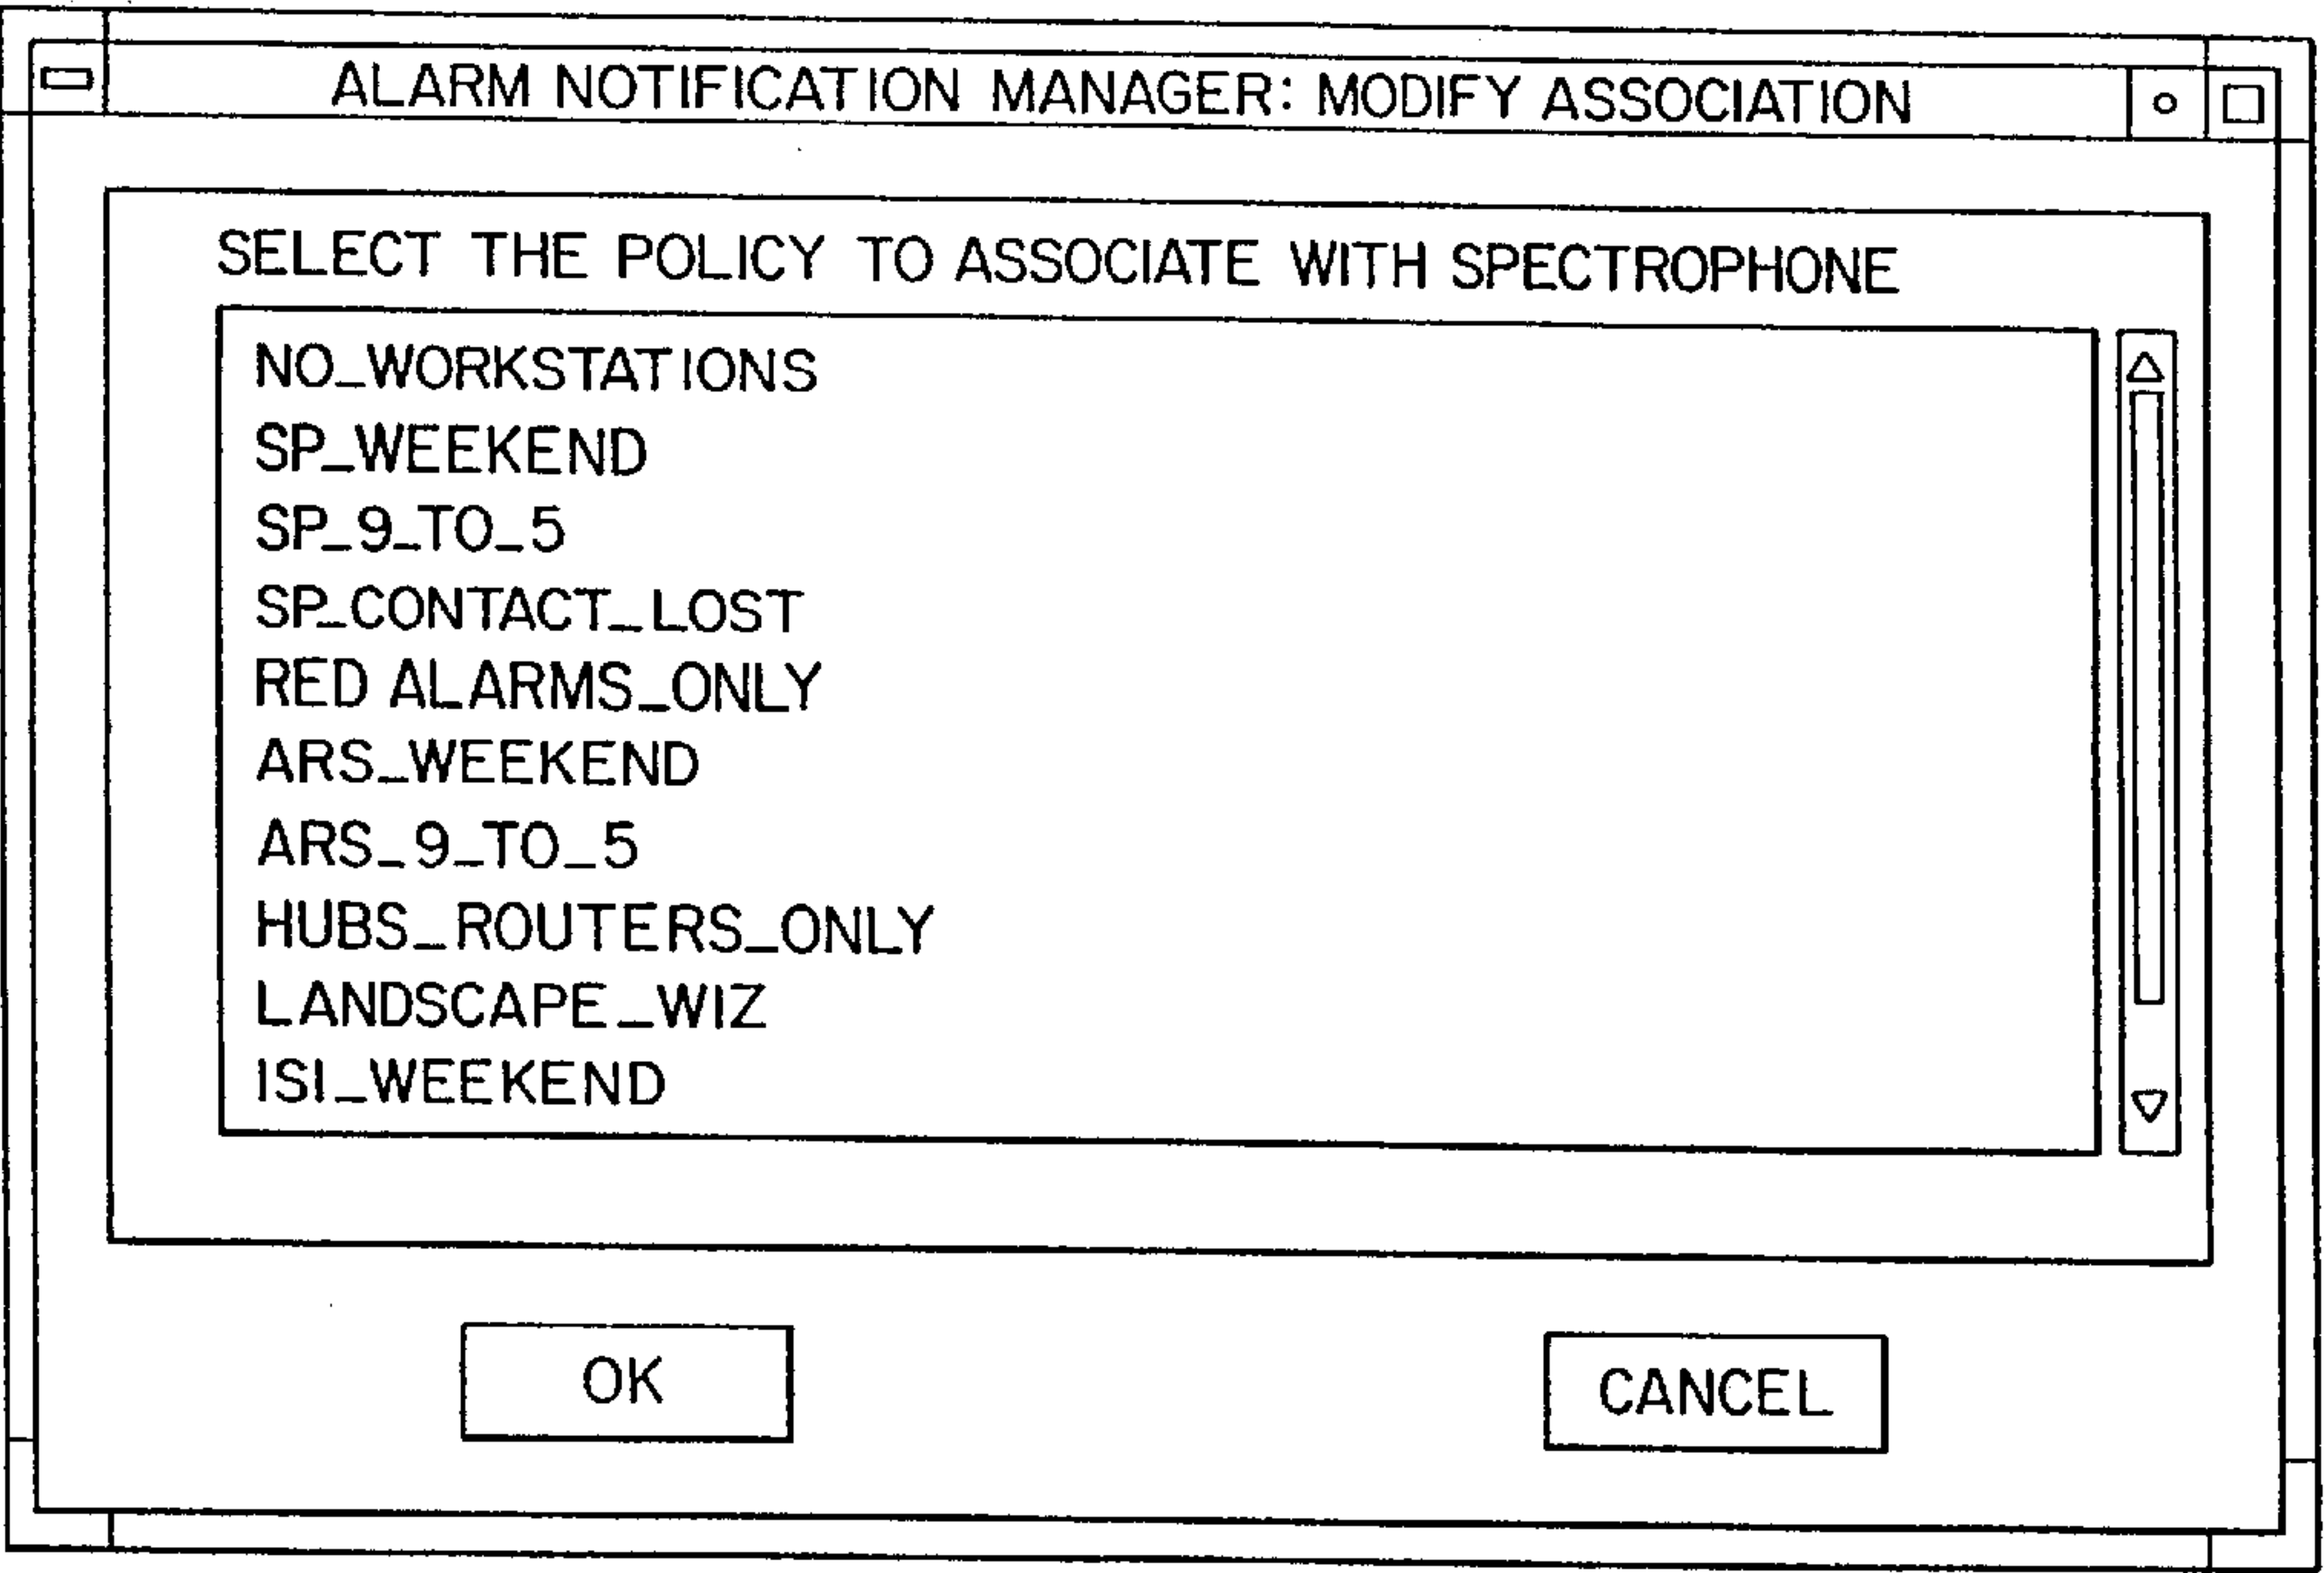 ALARM NOTIFICATION MANAGER: MODIFY ASSOCIATION
SELECT THE POLICY TO ASSOCIATE WITH SPECTROPHONE
NO_WORKSTATIONS
SP_WEEKEND
SP_9_TO_5
SP_CONTACT_LOST
RED ALARMS_ONLY
ARS_WEEKEND
ARS_9_TO_5
HUBS_ROUTERS_ONLY
LANDSCAPE_WIZ
ISI_WEEKEND
OK
CANCEL